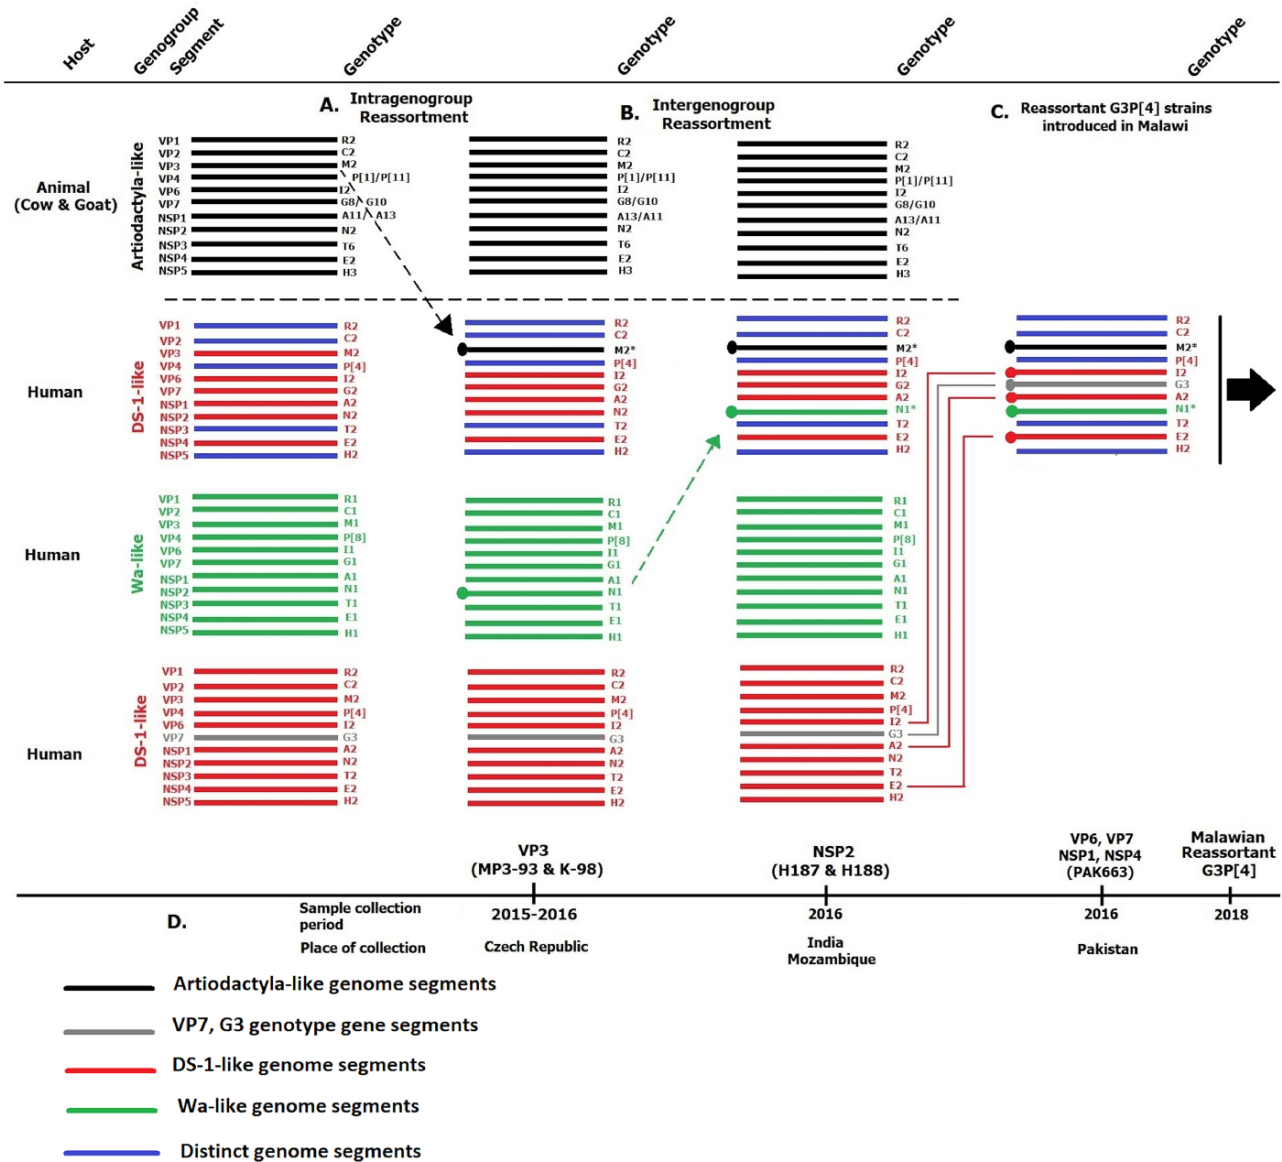 Host
Genogroup
Segment
Genotype
Genotype
Genotype
Genotype
A. Intragenogroup
Reassortment
B. Intergenogroup
Reassortment
C. Reassortant G3P[4] strains
introduced in Malawi
Animal
(Cow & Goat)
Artiodactyla-like
VP1 R2 R2 R2
VP2 C2 C2 C2
VP3 M2 M2 M2
VP4 P[1]/P[11] P[1]/P[11] P[1]/P[11]
VP6 I2 I2 I2
VP7 G8/ G10 G8/G10 G8/G10
NSP1 A11/ A13 A13/A11 A13/A11
NSP2 N2 N2 N2
NSP3 T6 T6 T6
NSP4 E2 E2 E2
NSP5 H3 H3 H3
Human
DS-1-like
VP1 R2 R2 R2 R2
VP2 C2 C2 C2 C2
VP3 M2 M2* M2* M2*
VP4 P[4] P[4] P[4] P[4]
VP6 I2 I2 I2 I2
VP7 G2 G2 G2 G3
NSP1 A2 A2 A2 A2
NSP2 N2 N2 N1* N1*
NSP3 T2 T2 T2 T2
NSP4 E2 E2 E2 E2
NSP5 H2 H2 H2 H2
Human
Wa-like
VP1 R1 R1 R1
VP2 C1 C1 C1
VP3 M1 M1 M1
VP4 P[8] P[8] P[8]
VP6 I1 I1 I1
VP7 G1 G1 G1
NSP1 A1 A1 A1
NSP2 N1 N1 N1
NSP3 T1 T1 T1
NSP4 E1 E1 E1
NSP5 H1 H1 H1
Human
DS-1-like
VP1 R2 R2 R2
VP2 C2 C2 C2
VP3 M2 M2 M2
VP4 P[4] P[4] P[4]
VP6 I2 I2 I2
VP7 G3 G3 G3
NSP1 A2 A2 A2
NSP2 N2 N2 N2
NSP3 T2 T2 T2
NSP4 E2 E2 E2
NSP5 H2 H2 H2
VP3
(MP3-93 & K-98)
NSP2
(H187 & H188)
VP6, VP7
NSP1, NSP4
(PAK663)
Malawian
Reassortant
G3P[4]
D.
Sample collection
period
2015-2016 2016 2016 2018
Place of collection
Czech Republic
India
Mozambique
Pakistan
Artiodactyla-like genome segments
VP7, G3 genotype gene segments
DS-1-like genome segments
Wa-like genome segments
Distinct genome segments